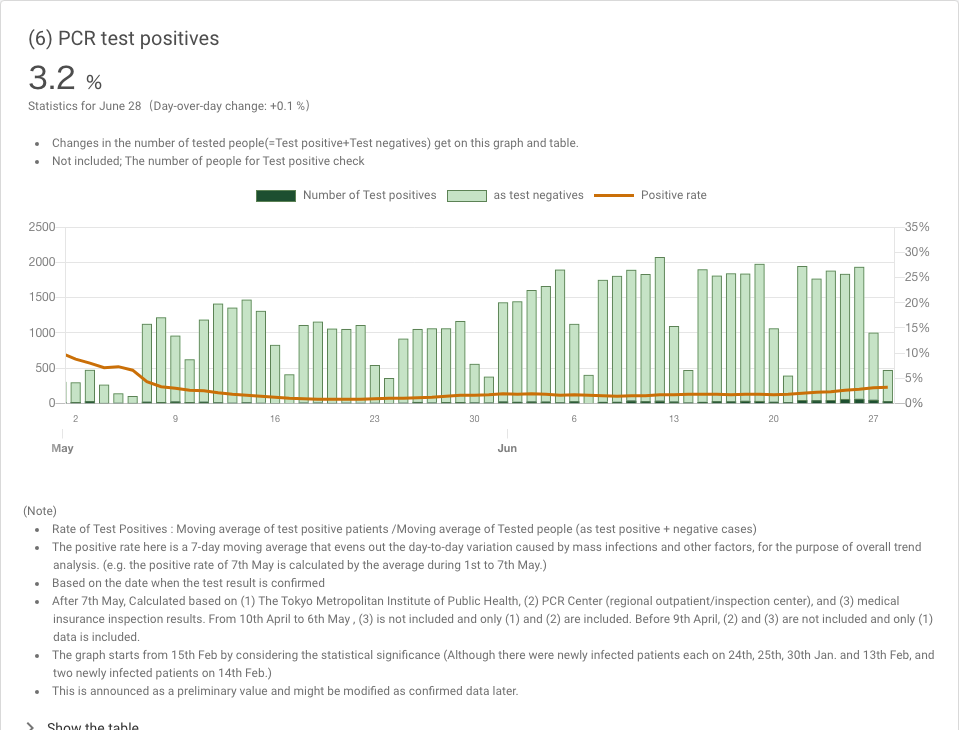 (6) PCR test positives
3.2 %
Statistics for June 28（Day-over-day change: +0.1 %）
Changes in the number of tested people(=Test positive+Test negatives) get on this graph and table.
Not included; The number of people for Test positive check
Number of Test positives as test negatives Positive rate
2500 35%
30%
2000
25%
1500 20%
15%
1000
10%
500
5%
0 0%
2 9 16 23 30 6 13 20 27
May Jun
(Note)
Rate of Test Positives : Moving average of test positive patients /Moving average of Tested people (as test positive + negative cases)
The positive rate here is a 7-day moving average that evens out the day-to-day variation caused by mass infections and other factors, for the purpose of overall trend
analysis. (e.g. the positive rate of 7th May is calculated by the average during 1st to 7th May.)
Based on the date when the test result is confirmed
After 7th May, Calculated based on (1) The Tokyo Metropolitan Institute of Public Health, (2) PCR Center (regional outpatient/inspection center), and (3) medical
insurance inspection results. From 10th April to 6th May , (3) is not included and only (1) and (2) are included. Before 9th April, (2) and (3) are not included and only (1)
data is included.
The graph starts from 15th Feb by considering the statistical significance (Although there were newly infected patients each on 24th, 25th, 30th Jan. and 13th Feb, and
two newly infected patients on 14th Feb.)
This is announced as a preliminary value and might be modified as confirmed data later.
Show the table